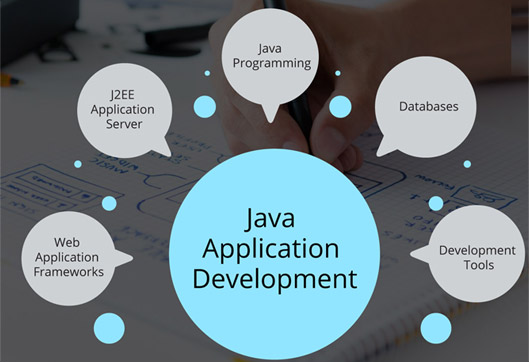 Java
Programming
J2EE
Application
Server
Databases
Web
Application
Frameworks
Development
Tools
Java
Application
Development